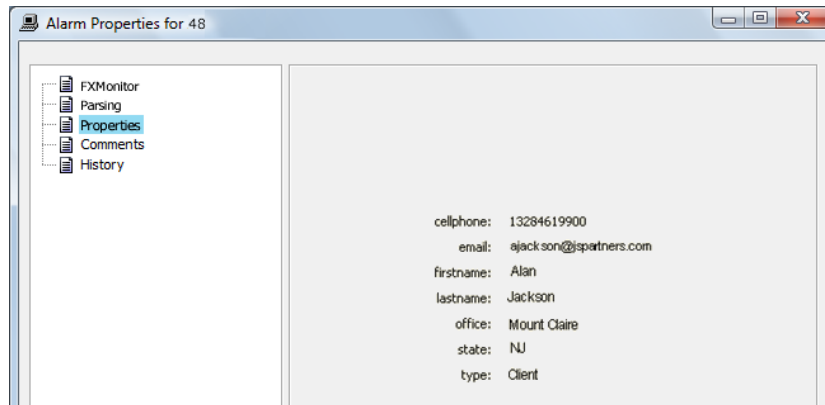 Alarm Properties for 48
FXMonitor
Parsing
Properties
Comments
History
cellphone: 13284619900
email: ajackson@jspartners.com
firstname: Alan
lastname: Jackson
office: Mount Claire
state: NJ
type: Client